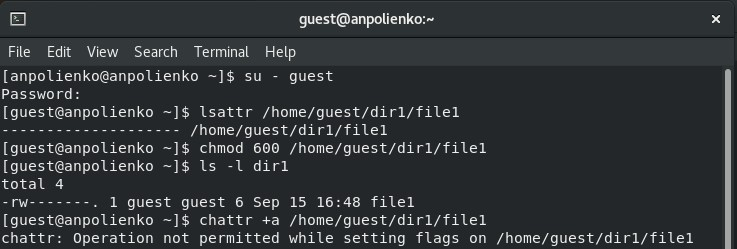 guest@anpolienko:~
File Edit View Search Terminal Help
[anpolienko@anpolienko ~]$ su - guest
Password:
[guest@anpolienko ~]$ lsattr /home/guest/dir1/file1
-------------------- /home/guest/dir1/file1
[guest@anpolienko ~]$ chmod 600 /home/guest/dir1/file1
[guest@anpolienko ~]$ ls -l dir1
total 4
-rw-------. 1 guest guest 6 Sep 15 16:48 file1
[guest@anpolienko ~]$ chattr +a /home/guest/dir1/file1
chattr: Operation not permitted while setting flags on /home/guest/dir1/file1